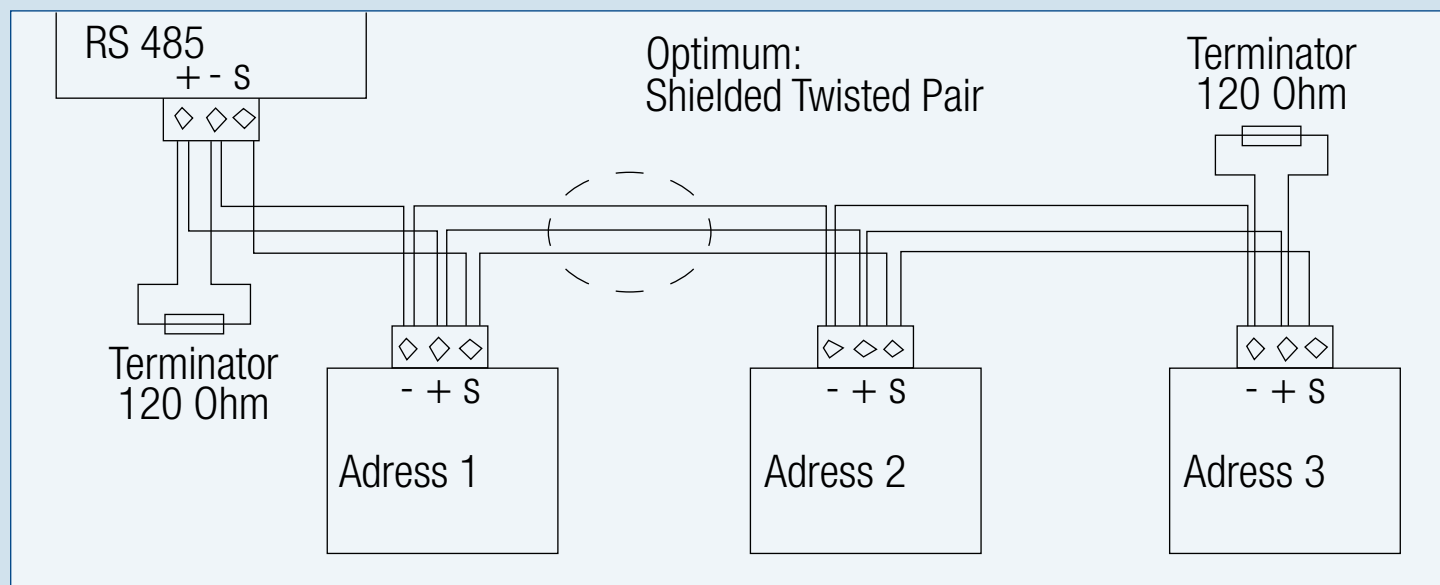 RS 485
+ - S
Optimum:
Shielded Twisted Pair
Terminator
120 Ohm
Terminator
120 Ohm
- + S
Adress 1
- + S
Adress 2
- + S
Adress 3